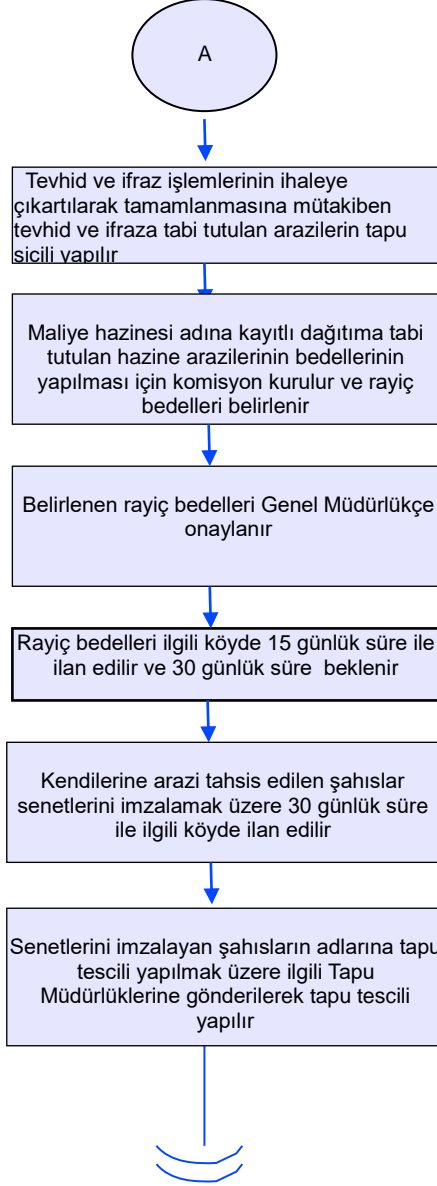 A
Tevhid ve ifraz işlemlerinin ihaleye
çıkartılarak tamamlanmasına mütakiben
tevhid ve ifraza tabi tutulan arazilerin tapu
sicili yapılır
Maliye hazinesi adına kayıtlı dağıtıma tabi
tutulan hazine arazilerinin bedellerinin
yapılması için komisyon kurulur ve rayiç
bedelleri belirlenir
Belirlenen rayiç bedelleri Genel Müdürlükçe
onaylanır
Rayiç bedelleri ilgili köyde 15 günlük süre ile
ilan edilir ve 30 günlük süre beklenir
Kendilerine arazi tahsis edilen şahıslar
senetlerini imzalamak üzere 30 günlük süre
ile ilgili köyde ilan edilir
Senetlerini imzalayan şahısların adlarına tapu
tescili yapılmak üzere ilgili Tapu
Müdürlüklerine gönderilerek tapu tescili
yapılır